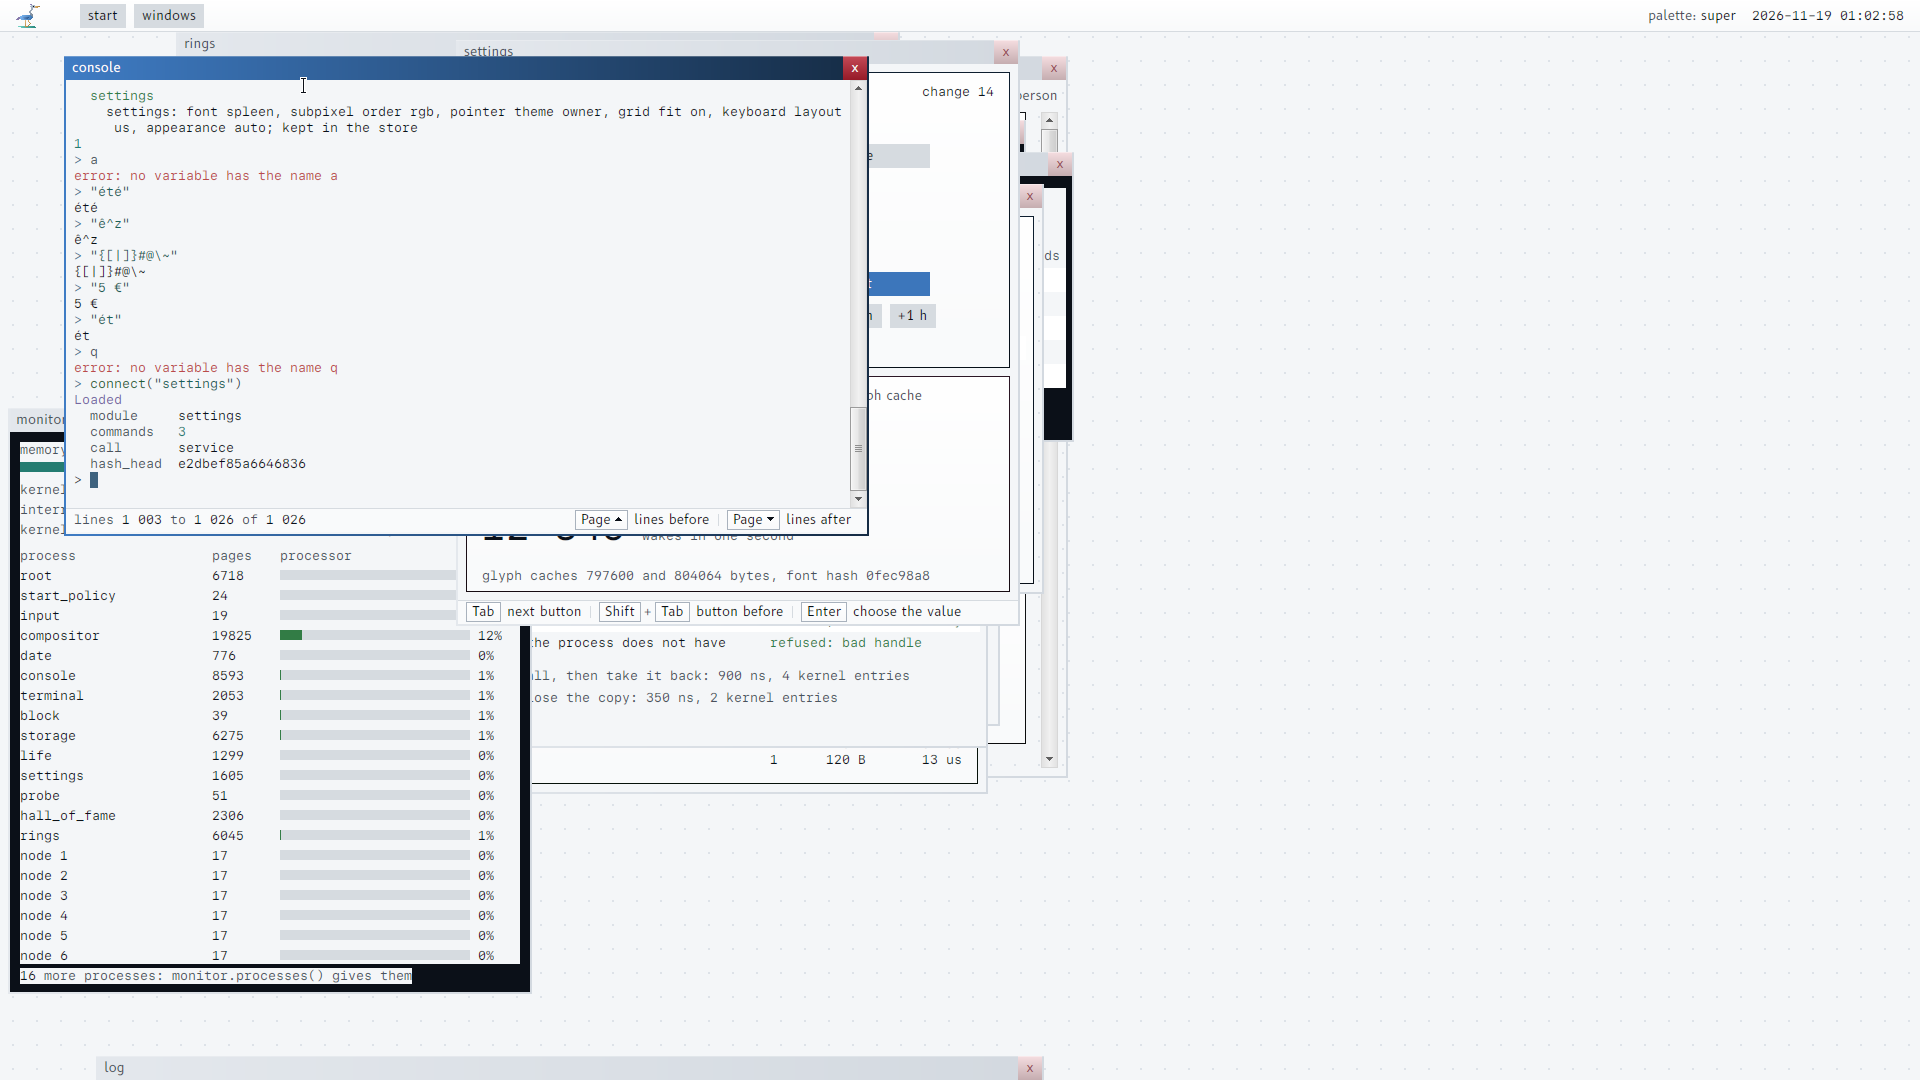 start windows palette: super 2026-11-19 01:02:58
rings
settings x
console x
settings
settings: font spleen, subpixel order rgb, pointer theme owner, grid fit on, keyboard layout
us, appearance auto; kept in the store
1
> a
error: no variable has the name a
> "été"
été
> "ê^z"
ê^z
> "{[|]}#@\~"
{[|]}#@\~
> "5 €"
5 €
> "ét"
ét
> q
error: no variable has the name q
> connect("settings")
Loaded
module settings
commands 3
call service
hash_head e2dbef85a6646836
>
lines 1 003 to 1 026 of 1 026 Page lines before Page lines after
change 14
+1 h
cache
wakes in one second
glyph caches 797600 and 804064 bytes, font hash 0fec98a8
Tab next button Shift + Tab button before Enter choose the value
x
x
x
the process does not have refused: bad handle
then take it back: 900 ns, 4 kernel entries
the copy: 350 ns, 2 kernel entries
1 120 B 13 us
monitor
memory
kernel
kernel
process pages processor
root 6718
start_policy 24
input 19
compositor 19825 12%
date 776 0%
console 8593 1%
terminal 2053 1%
block 39 1%
storage 6275 1%
life 1299 0%
settings 1605 0%
probe 51 0%
hall_of_fame 2306 0%
rings 6045 1%
node 1 17 0%
node 2 17 0%
node 3 17 0%
node 4 17 0%
node 5 17 0%
node 6 17 0%
16 more processes: monitor.processes() gives them
log x